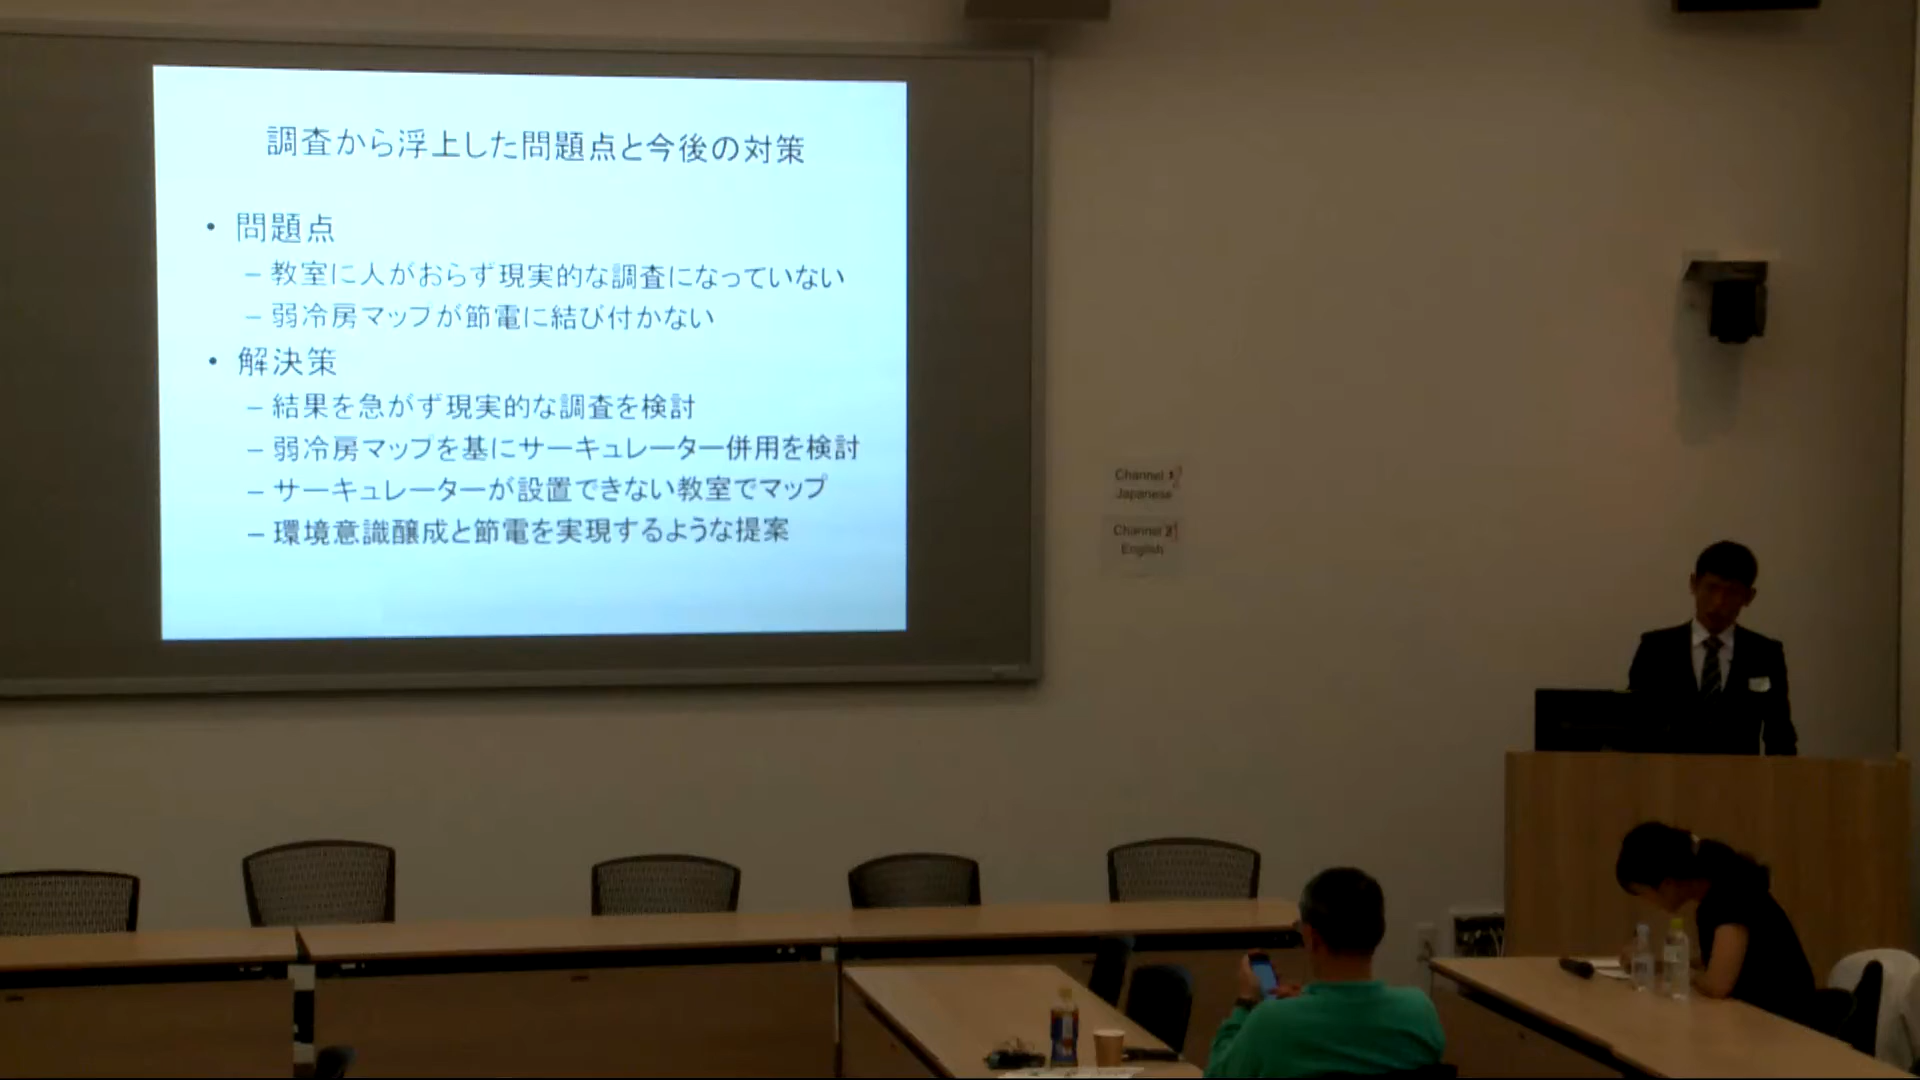 調査から浮上した問題点と今後の対策
• 問題点
– 教室に人がおらず現実的な調査になっていない
– 弱冷房マップが節電に結び付かない
• 解決策
– 結果を急がず現実的な調査を検討
– 弱冷房マップを基にサーキュレーター併用を検討
– サーキュレーターが設置できない教室でマップ
– 環境意識醸成と節電を実現するような提案
Channel 1
Japanese
Channel 2
English